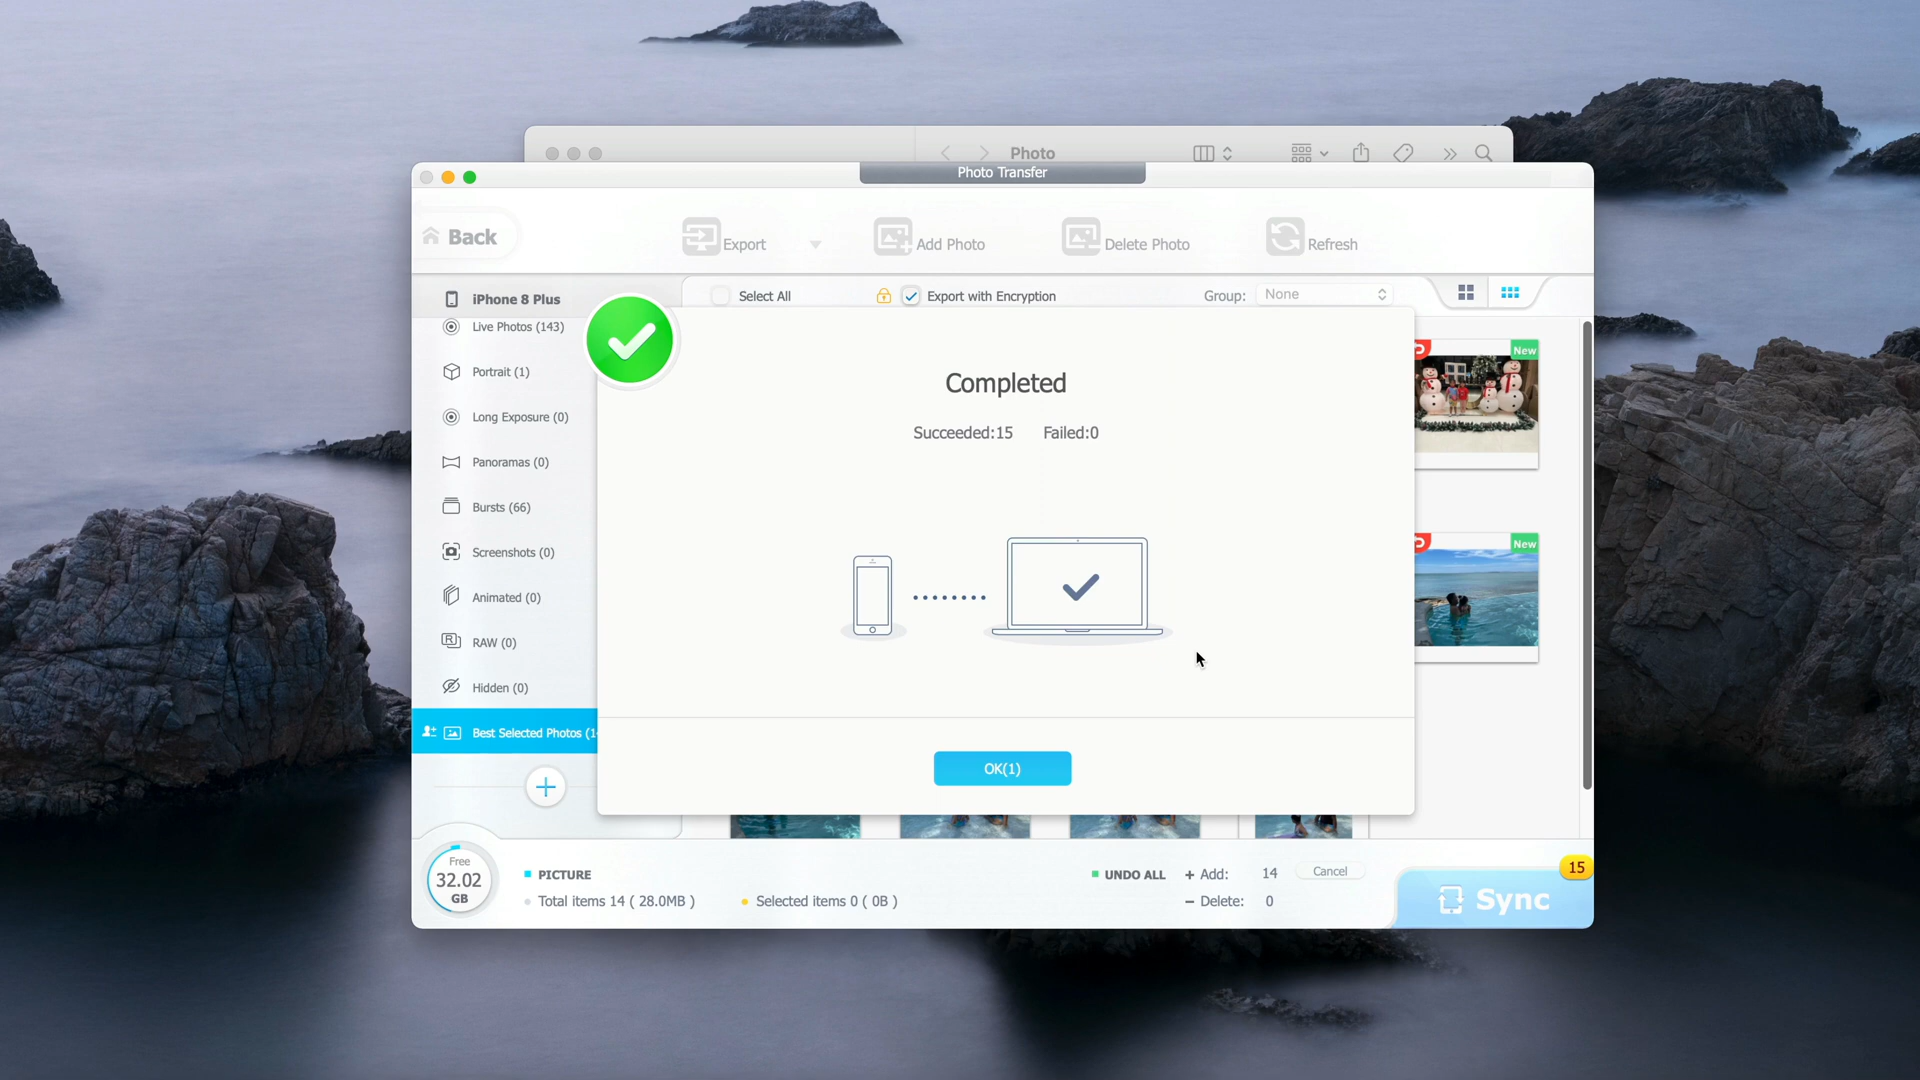 Photo
Photo Transfer
Back
Export
Add Photo
Delete Photo
Refresh
iPhone 8 Plus
Select All
Export with Encryption
Group:
None
Live Photos (143)
Portrait (1)
Long Exposure (0)
Panoramas (0)
Bursts (66)
Screenshots (0)
Animated (0)
RAW (0)
Hidden (0)
Best Selected Photos (1
Completed
Succeeded:15 Failed:0
New
New
OK(1)
Free
32.02
GB
PICTURE
Total items 14 ( 28.0MB )
Selected items 0 ( 0B )
UNDO ALL
+ Add: 14
Cancel
− Delete: 0
15
Sync